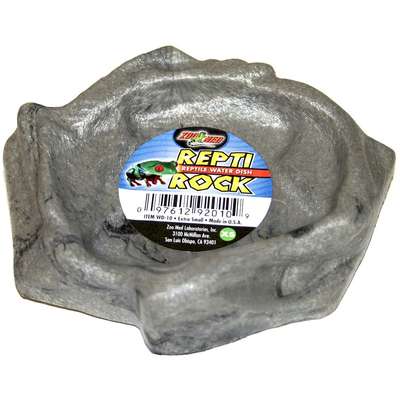 ZOO MED
REPTI
REPTILE WATER DISH
ROCK
ITEM WD-10 • Extra Small • Made in U.S.A.
0 97612 92010 9
Zoo Med Laboratories, Inc.
3100 McMillan Ave.
San Luis Obispo, CA 93401
XS